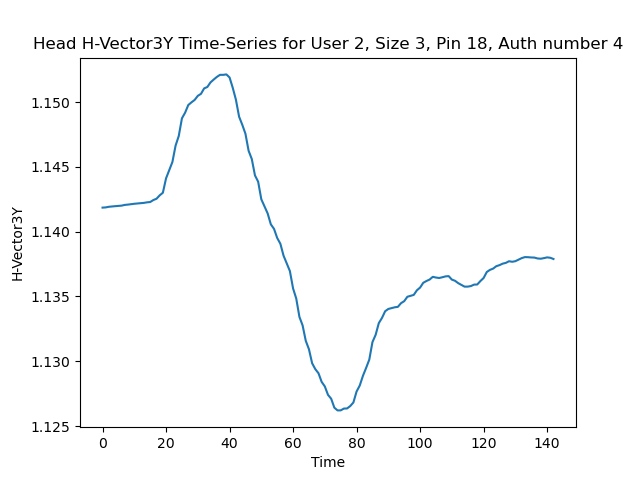 Head H-Vector3Y Time-Series for User 2, Size 3, Pin 18, Auth number 4
1.150
1.145
1.140
1.135
1.130
1.125
H-Vector3Y
0 20 40 60 80 100 120 140
Time